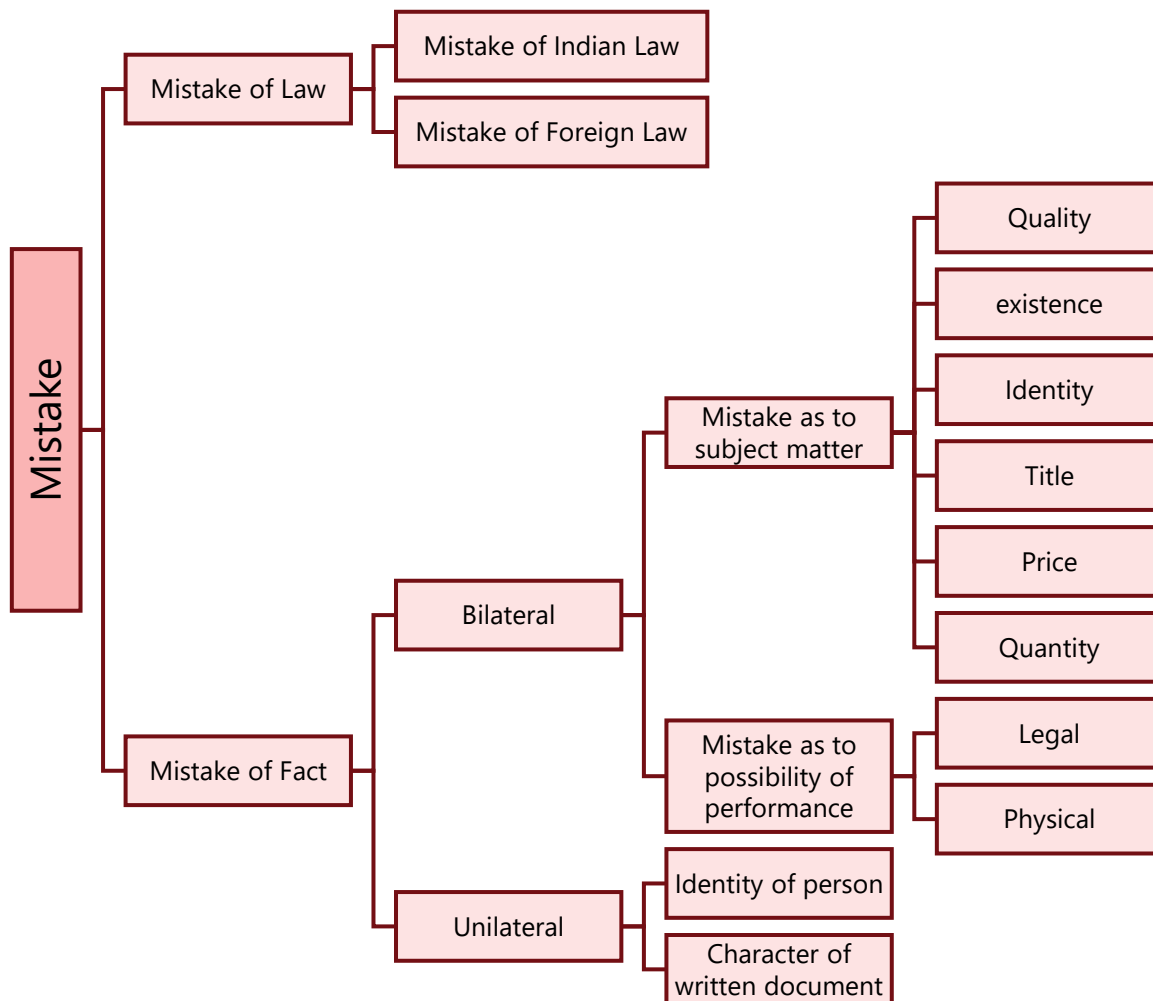 Mistake
Mistake of Law
Mistake of Indian Law
Mistake of Foreign Law
Mistake of Fact
Bilateral
Mistake as to
subject matter
Quality
existence
Identity
Title
Price
Quantity
Mistake as to
possibility of
performance
Legal
Physical
Unilateral
Identity of person
Character of
written document